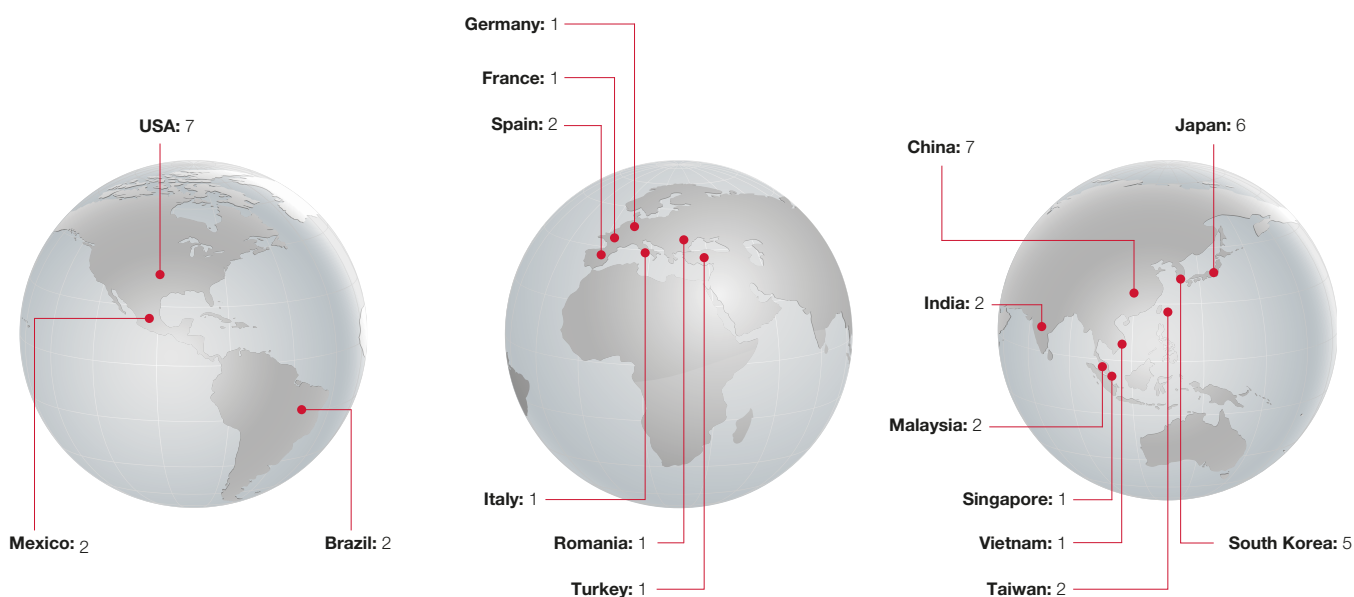 USA: 7
Mexico: 2
Brazil: 2
Germany: 1
France: 1
Spain: 2
Italy: 1
Romania: 1
Turkey: 1
Japan: 6
China: 7
India: 2
Malaysia: 2
Singapore: 1
Vietnam: 1
South Korea: 5
Taiwan: 2